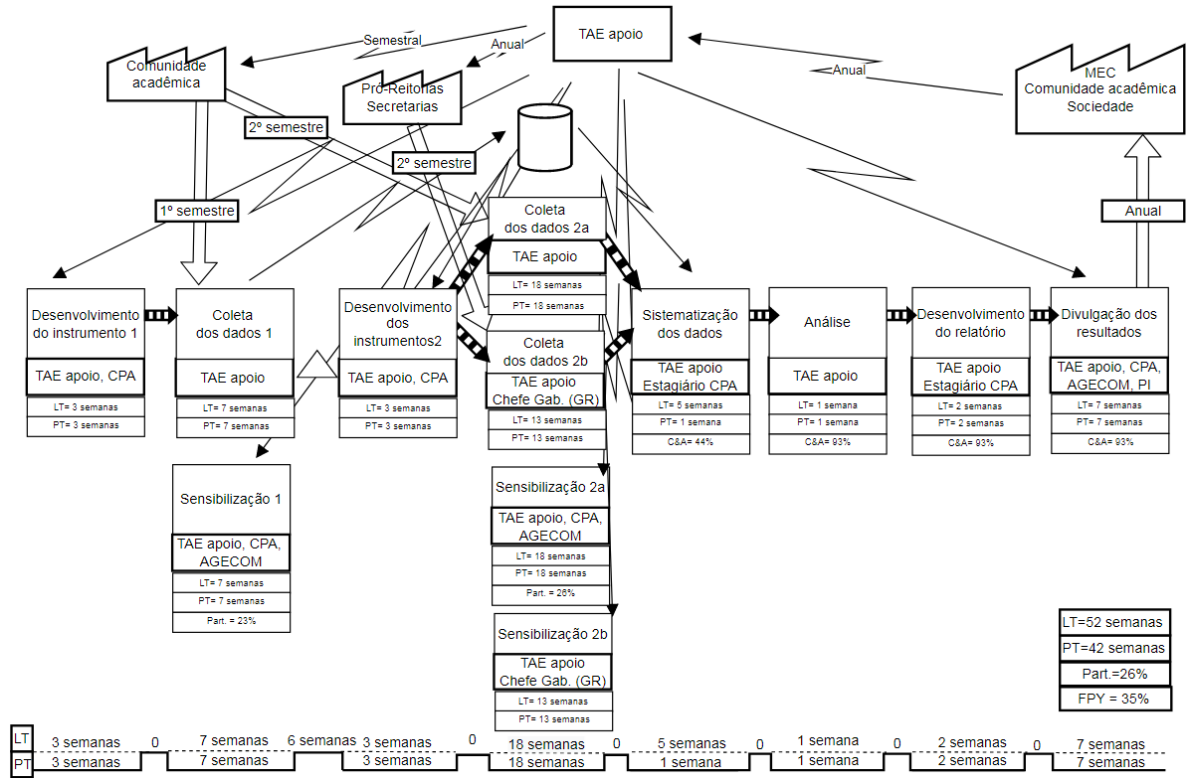 TAE apoio
Semestral
Anual
Anual
Comunidade
acadêmica
Pró-Reitorias
Secretarias
MEC
Comunidade acadêmica
Sociedade
2º semestre
2º semestre
1º semestre
Anual
Coleta
dos dados 2a
TAE apoio
LT= 18 semanas
PT= 18 semanas
Desenvolvimento
do instrumento 1
TAE apoio, CPA
LT= 3 semanas
PT= 3 semanas
Coleta
dos dados 1
TAE apoio
LT= 7 semanas
PT= 7 semanas
Desenvolvimento
dos
instrumentos2
TAE apoio, CPA
LT= 3 semanas
PT= 3 semanas
Coleta
dos dados 2b
TAE apoio
Chefe Gab. (GR)
LT= 13 semanas
PT= 13 semanas
Sistematização
dos dados
TAE apoio
Estagiário CPA
LT= 5 semanas
PT= 1 semana
C&A= 44%
Análise
TAE apoio
LT= 1 semana
PT= 1 semana
C&A= 93%
Desenvolvimento
do relatório
TAE apoio
Estagiário CPA
LT= 2 semanas
PT= 2 semanas
C&A= 93%
Divulgação dos
resultados
TAE apoio, CPA,
AGECOM, PI
LT= 7 semanas
PT= 7 semanas
C&A= 93%
Sensibilização 1
TAE apoio, CPA,
AGECOM
LT= 7 semanas
PT= 7 semanas
Part. = 23%
Sensibilização 2a
TAE apoio, CPA,
AGECOM
LT= 18 semanas
PT= 18 semanas
Part. = 26%
Sensibilização 2b
TAE apoio
Chefe Gab. (GR)
LT= 13 semanas
PT= 13 semanas
LT=52 semanas
PT=42 semanas
Part.=26%
FPY = 35%
LT 3 semanas 0 7 semanas 6 semanas 3 semanas 0 18 semanas 0 5 semanas 0 1 semana 0 2 semanas 0 7 semanas
PT 3 semanas 7 semanas 3 semanas 18 semanas 1 semana 1 semana 2 semanas 7 semanas